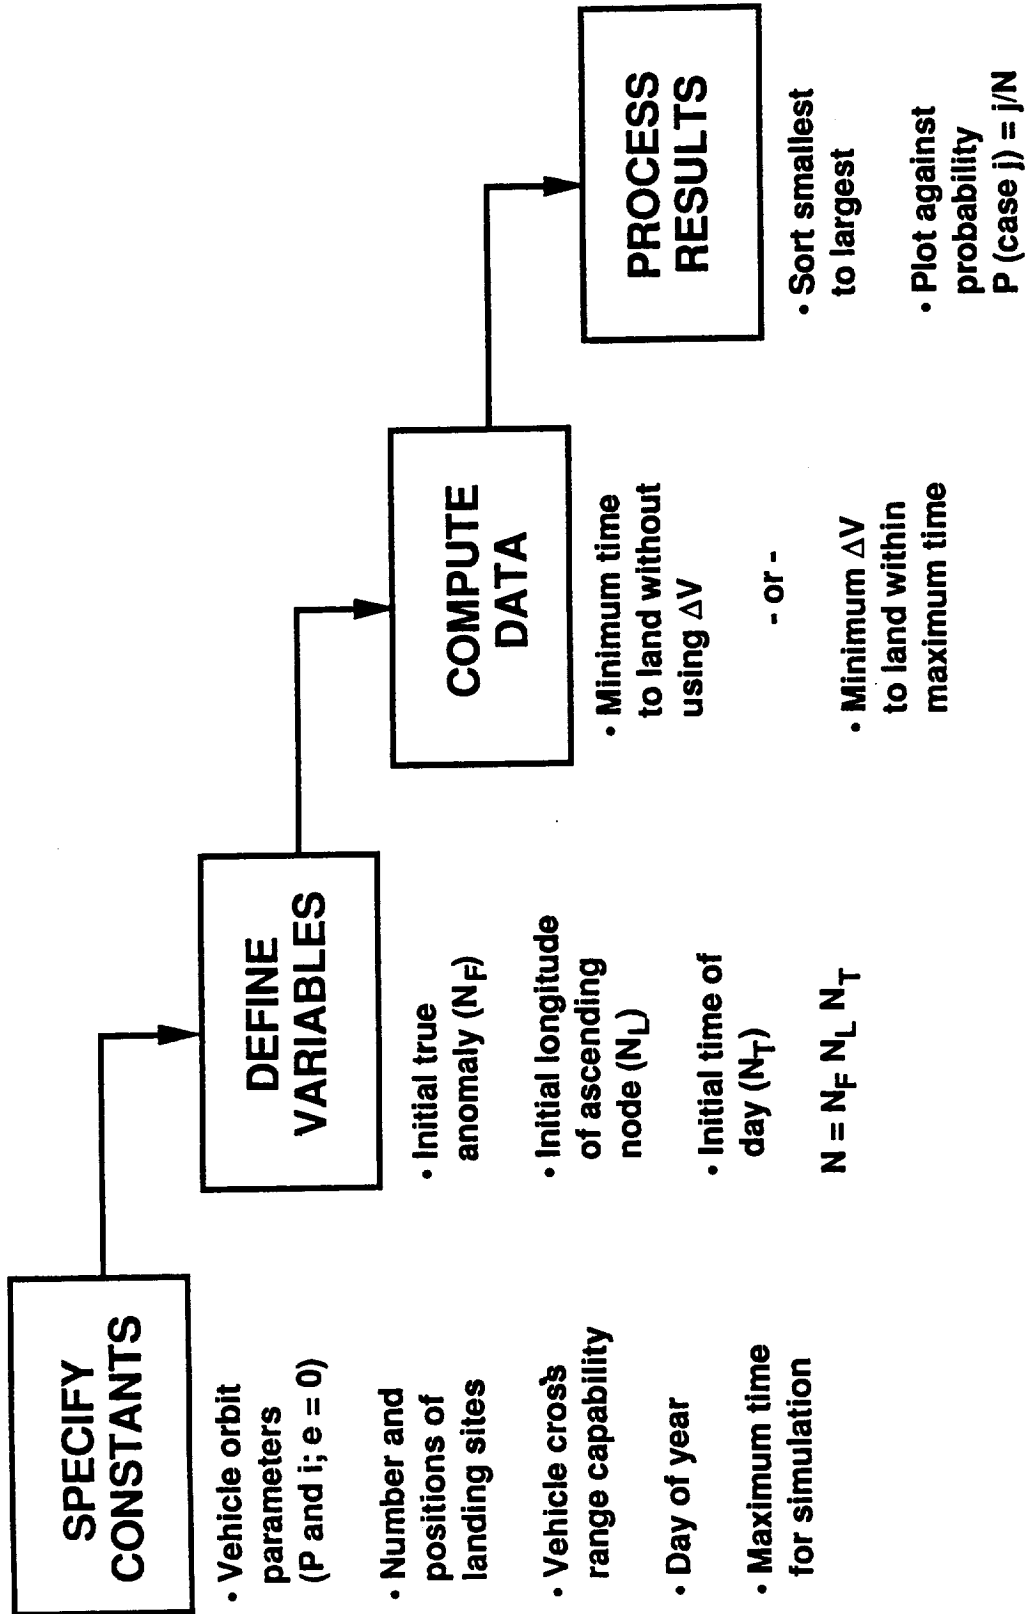 SPECIFY
CONSTANTS
• Vehicle orbit
parameters
(P and i; e = 0)
• Number and
positions of
landing sites
• Vehicle cross
range capability
• Day of year
• Maximum time
for simulation
DEFINE
VARIABLES
• Initial true
anomaly (N_F)
• Initial longitude
of ascending
node (N_L)
• Initial time of
day (N_T)
N = N_F N_L N_T
COMPUTE
DATA
• Minimum time
to land without
using ΔV
- or -
• Minimum ΔV
to land within
maximum time
PROCESS
RESULTS
• Sort smallest
to largest
• Plot against
probability
P (case j) = j/N